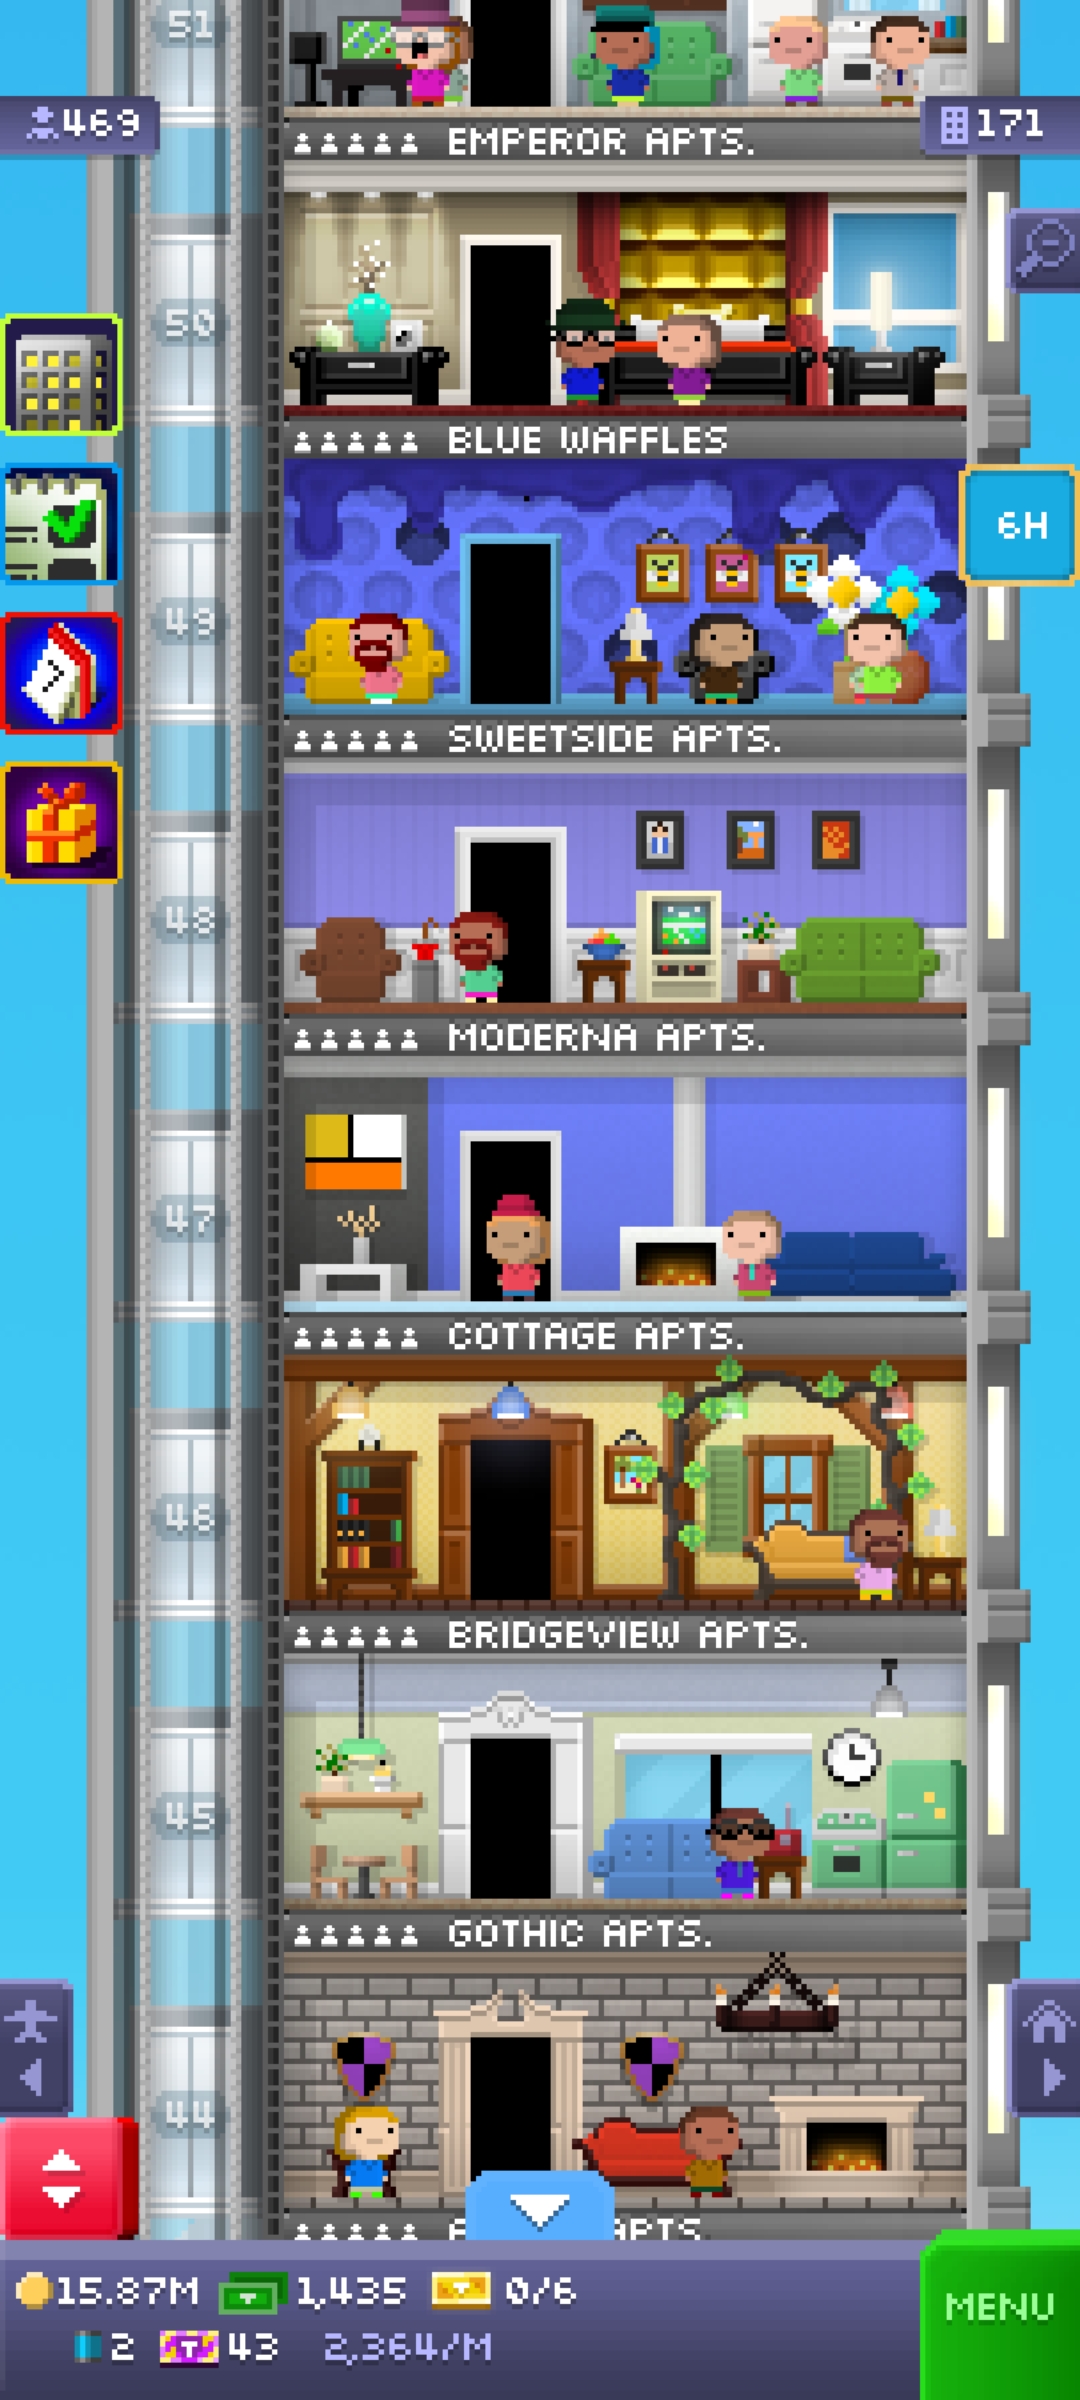 51
469
171
EMPEROR APTS.
50
BLUE WAFFLES
6H
49
SWEETSIDE APTS.
7
48
MODERNA APTS.
47
COTTAGE APTS.
46
BRIDGEVIEW APTS.
45
GOTHIC APTS.
44
APTS.
15.87M 1,435 0/6
MENU
2 T 43 2,364/M